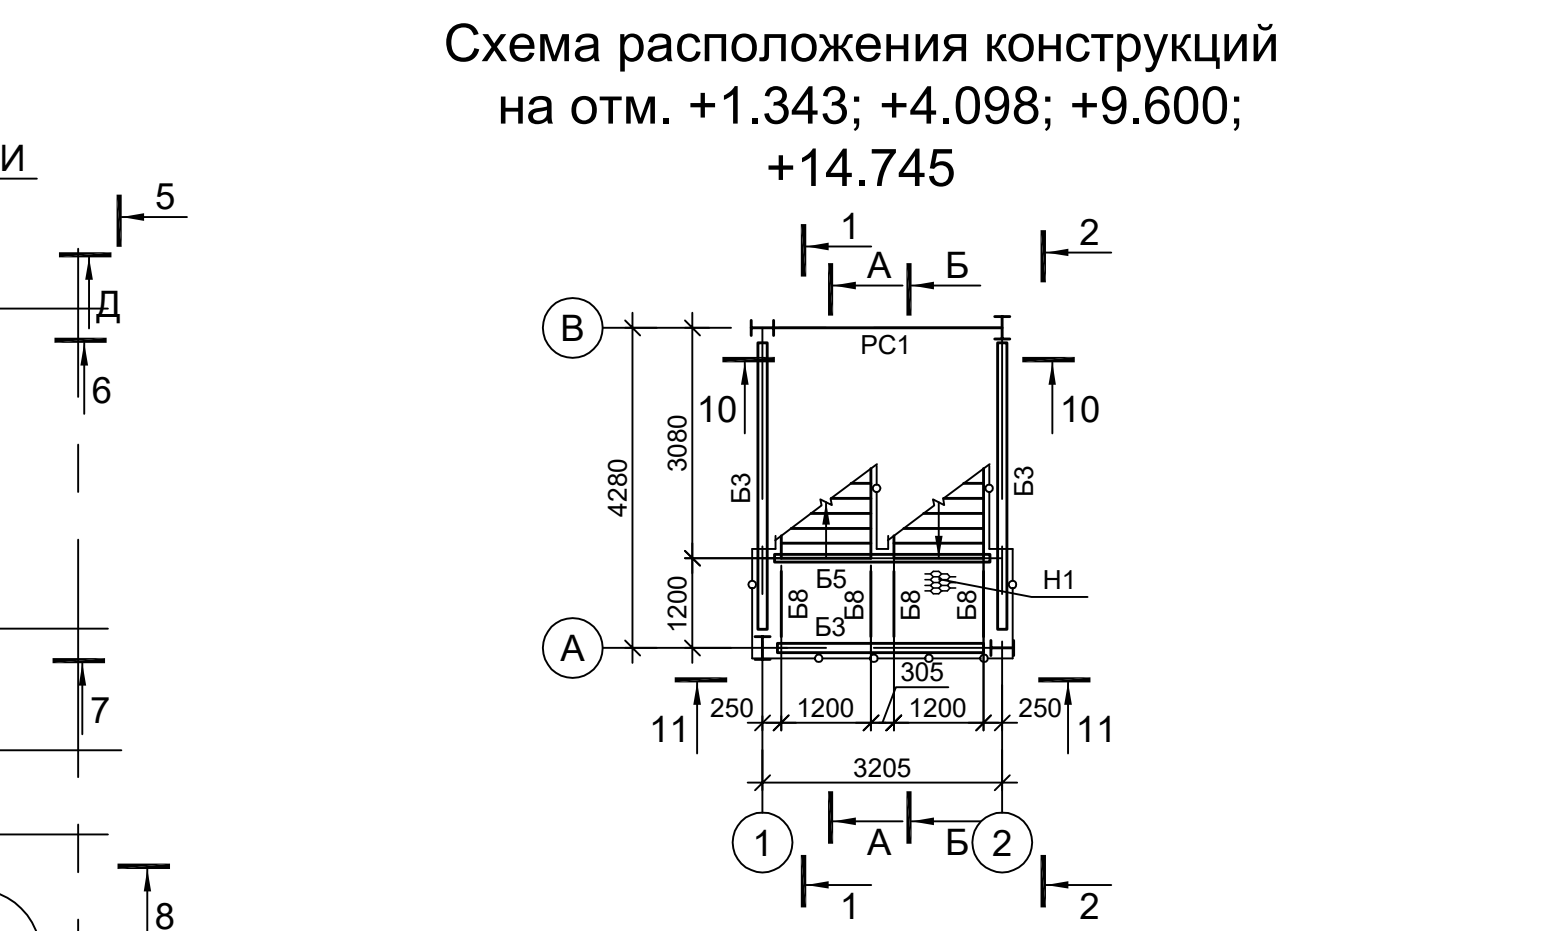 Схема расположения конструкций
на отм. +1.343; +4.098; +9.600;
+14.745
И
5
Д
6
7
8
1
2
А
Б
В
РС1
10
10
3080
4280
Б3
Б3
1200
Б5
Б8
Б8
Б8
Б8
Н1
Б3
А
305
250
1200
1200
250
11
11
3205
1
2
А
Б
1
2